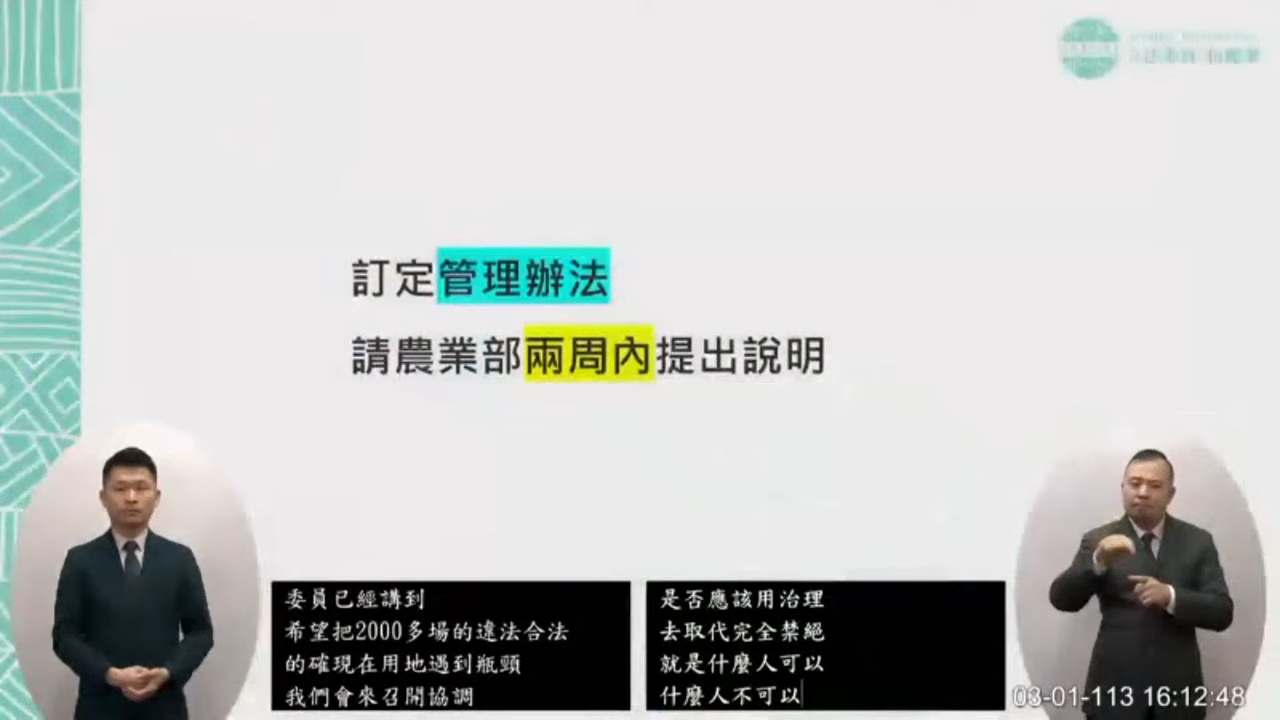 訂定管理辦法
請農業部兩周內提出說明
委員已經講到
希望把2000多場的違法合法
的確現在用地遇到瓶頸
我們會來召開協調
是否應該用治理
去取代完全禁絕
就是什麼人可以
什麼人不可以
03-01-113 16:12:48